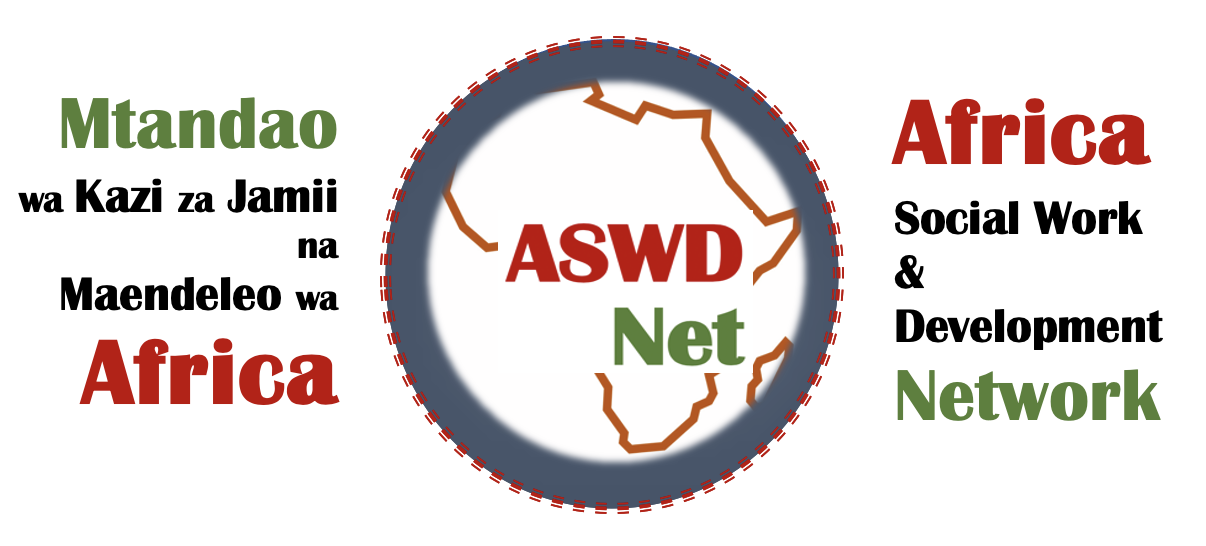 Mtandao
wa Kazi za Jamii
na
Maendeleo wa
Africa
ASWD
Net
Africa
Social Work
&
Development
Network